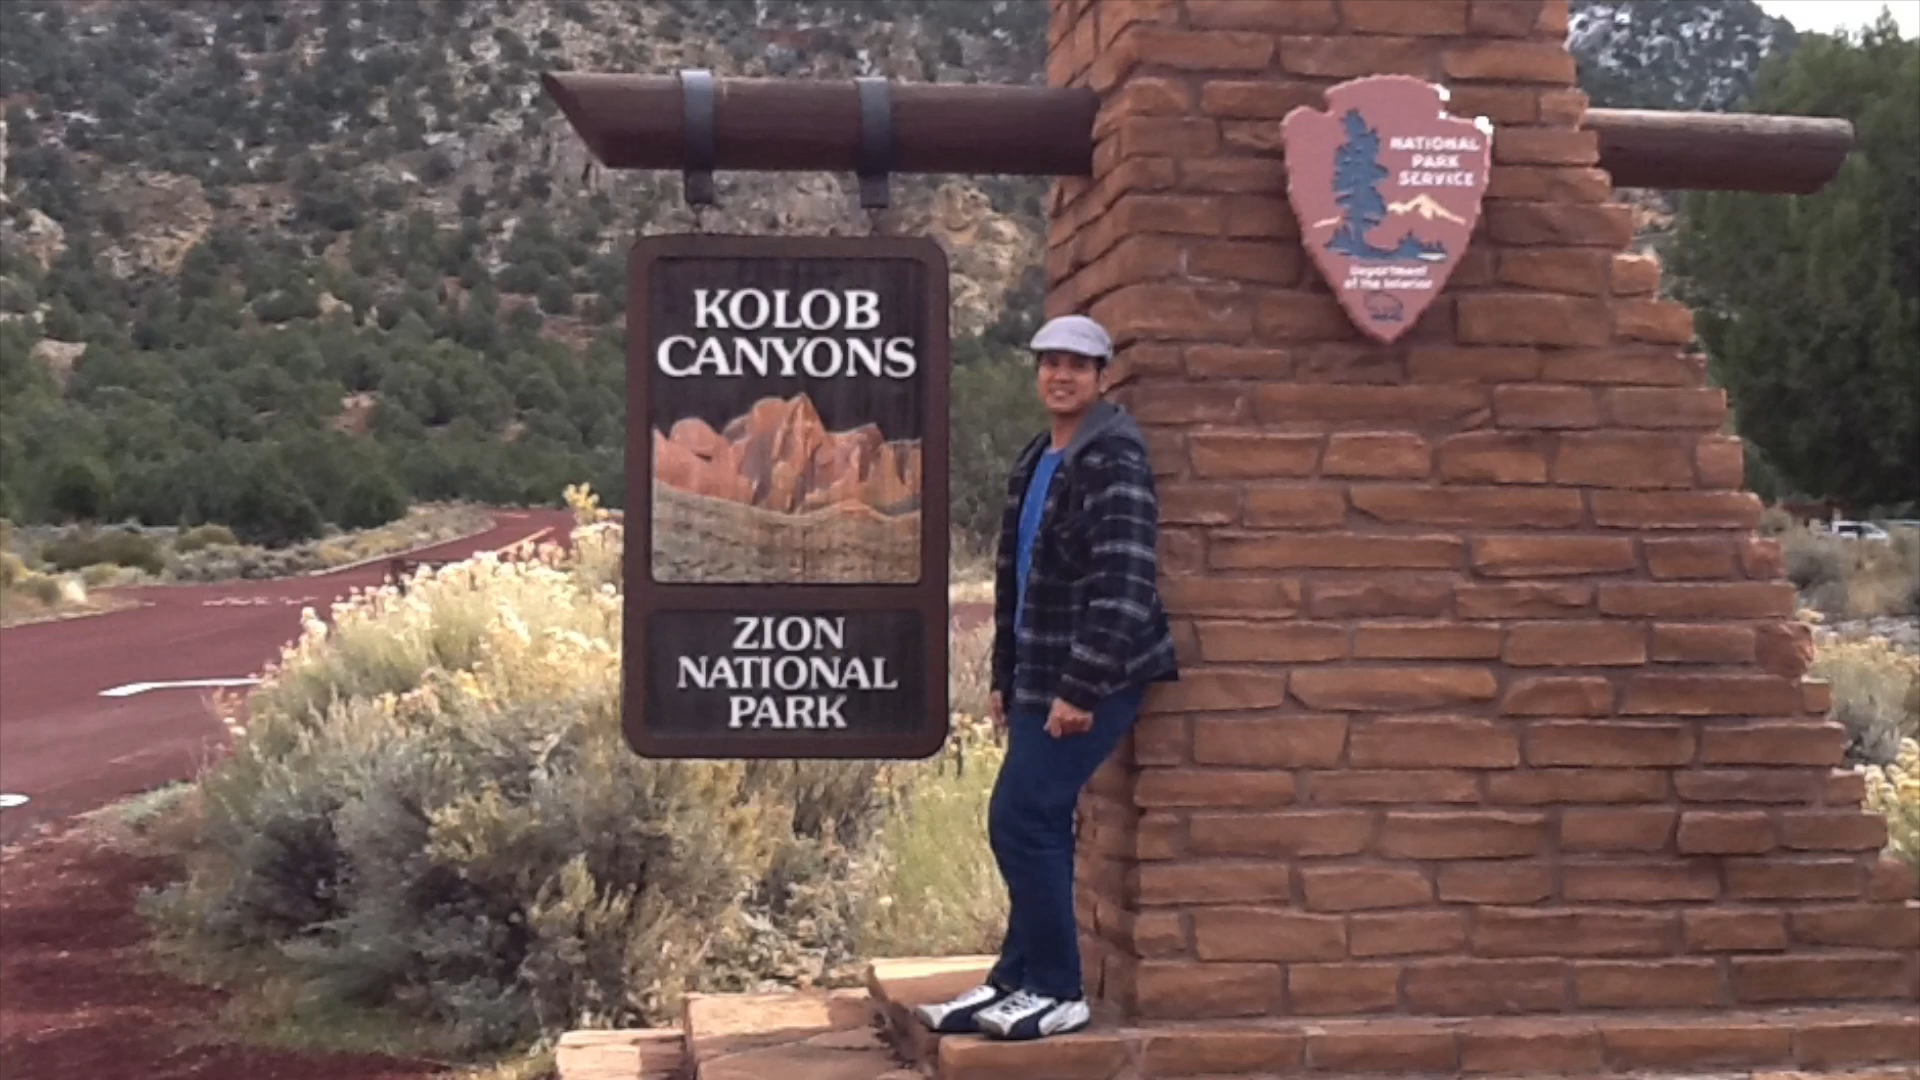 KOLOB
CANYONS
ZION
NATIONAL
PARK
NATIONAL
PARK
SERVICE
Department
of the Interior